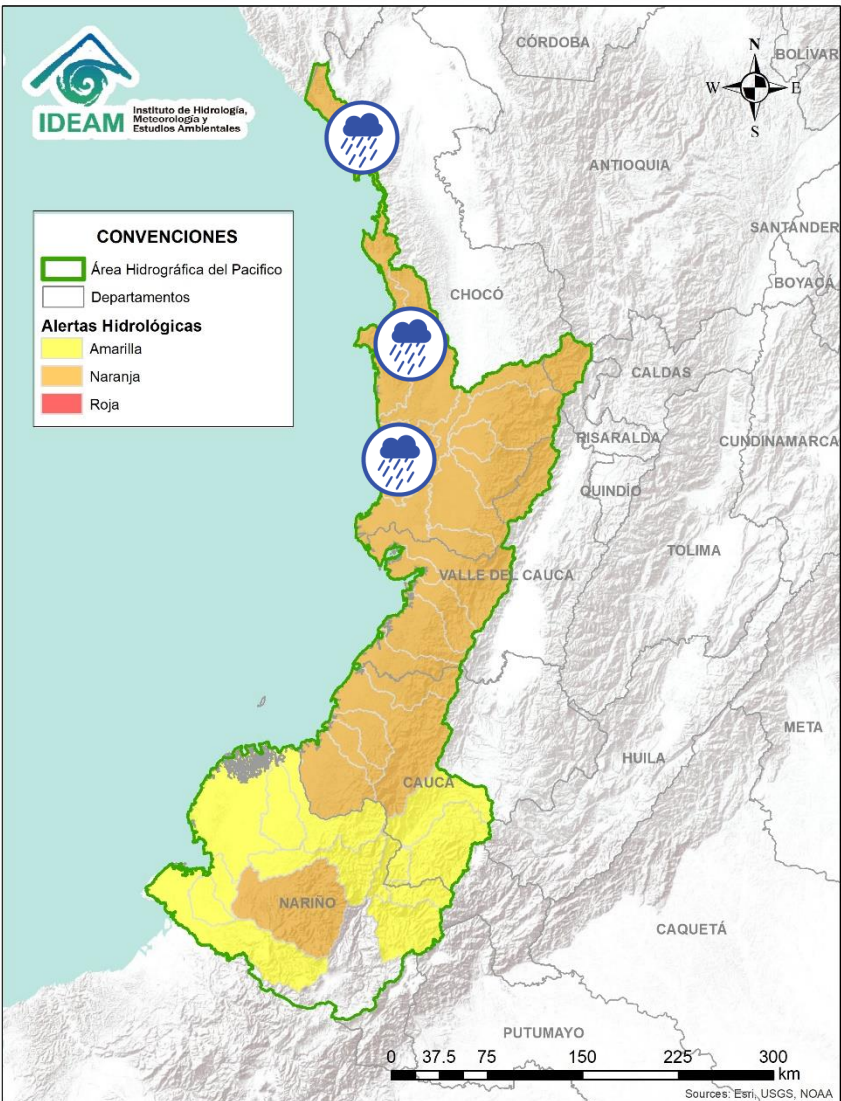 IDEAM
Instituto de Hidrología,
Meteorología y
Estudios Ambientales
N
W
E
S
CONVENCIONES
Área Hidrográfica del Pacifico
Departamentos
Alertas Hidrológicas
Amarilla
Naranja
Roja
CÓRDOBA
BOLÍVAR
ANTIOQUIA
SANTANDER
BOYACÁ
CHOCÓ
CALDAS
RISARALDA
CUNDINAMARCA
QUINDÍO
TOLIMA
VALLE DEL CAUCA
META
HUILA
CAUCA
NARIÑO
CAQUETÁ
PUTUMAYO
0 37.5 75 150 225 300
km
Sources: Esri, USGS, NOAA